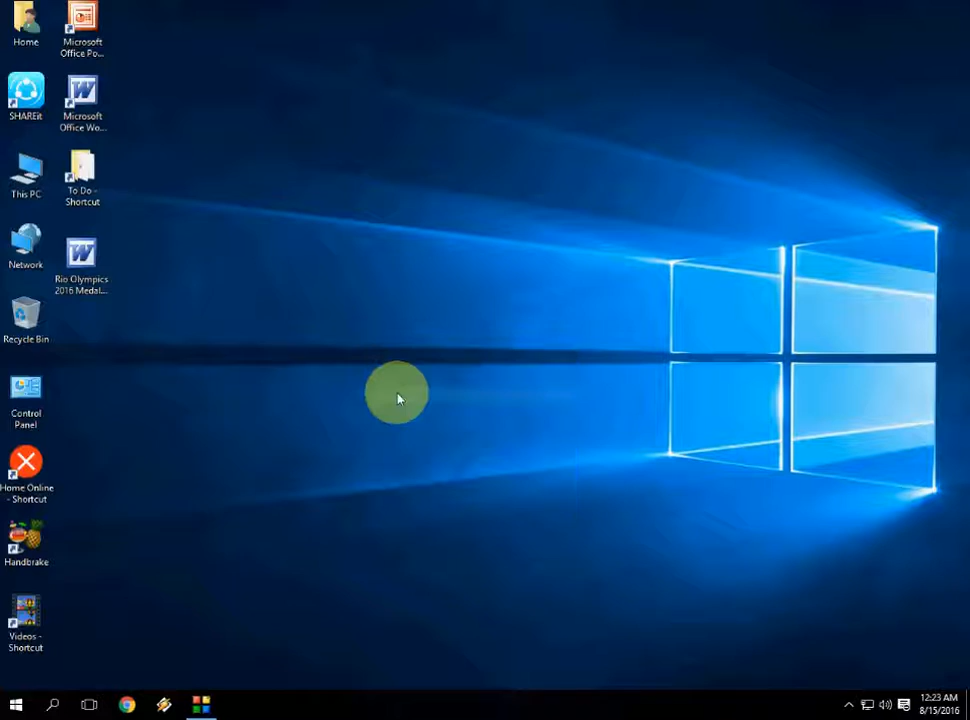 Home
Microsoft
Office Po...
SHAREit
Microsoft
Office Wo...
This PC
To Do -
Shortcut
Network
Rio Olympics
2016 Medal...
Recycle Bin
Control
Panel
Home Online
- Shortcut
Handbrake
Videos -
Shortcut
12:23 AM
8/15/2016